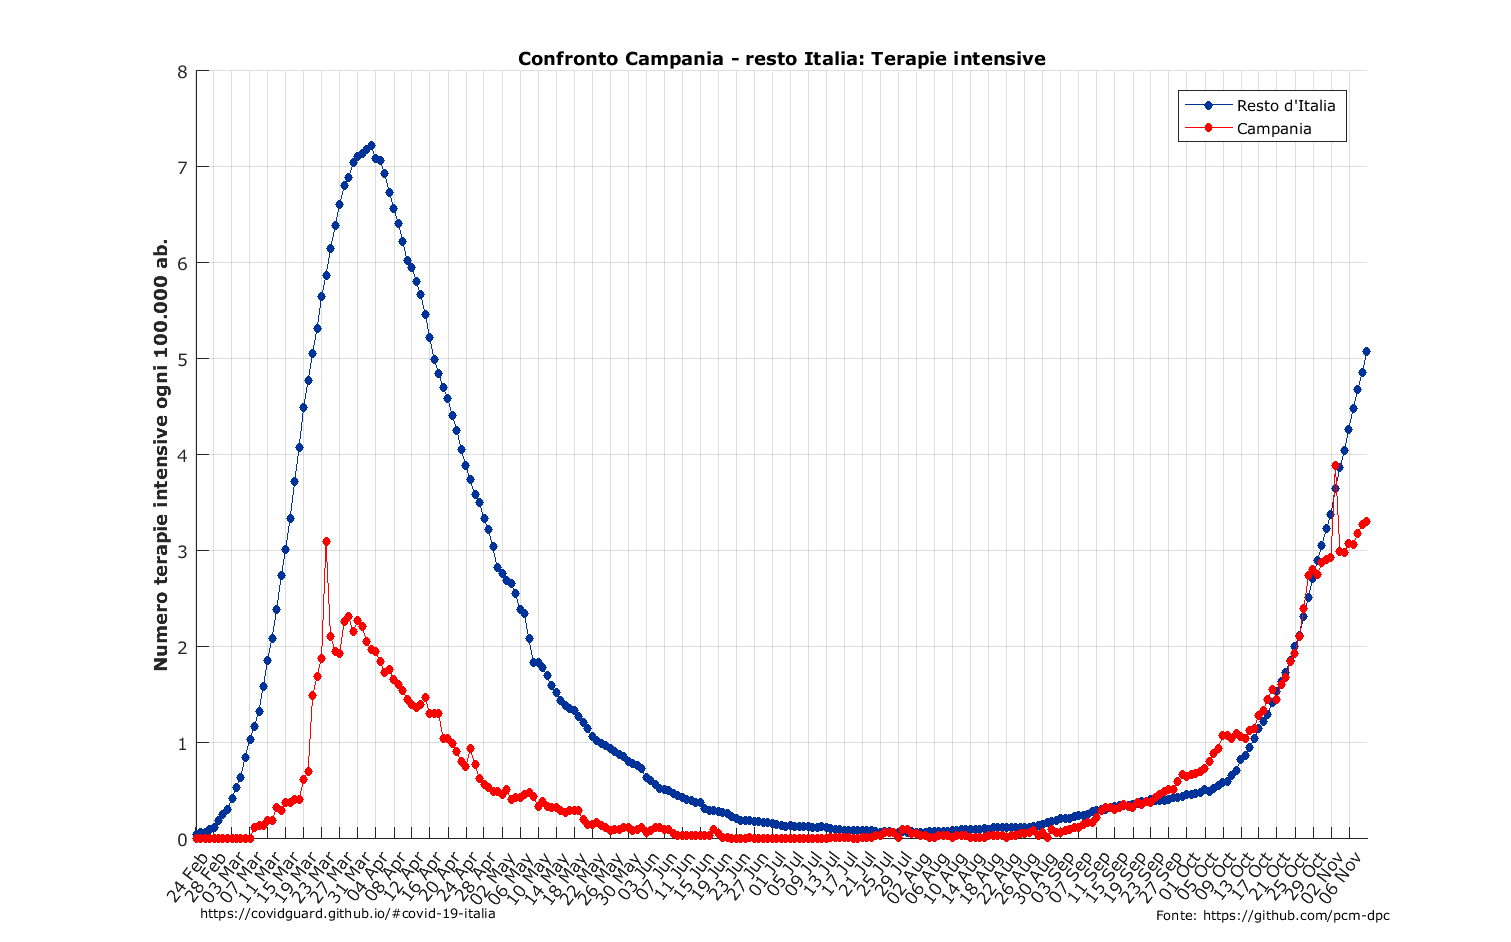 Confronto Campania - resto Italia: Terapie intensive
Resto d'Italia
Campania
Numero terapie intensive ogni 100.000 ab.
8
7
6
5
4
3
2
1
0
24 Feb
28 Feb
03 Mar
07 Mar
11 Mar
15 Mar
19 Mar
23 Mar
27 Mar
31 Mar
04 Apr
08 Apr
12 Apr
16 Apr
20 Apr
24 Apr
28 Apr
02 May
06 May
10 May
14 May
18 May
22 May
26 May
30 May
03 Jun
07 Jun
11 Jun
15 Jun
19 Jun
23 Jun
27 Jun
01 Jul
05 Jul
09 Jul
13 Jul
17 Jul
21 Jul
25 Jul
29 Jul
02 Aug
06 Aug
10 Aug
14 Aug
18 Aug
22 Aug
26 Aug
30 Aug
03 Sep
07 Sep
11 Sep
15 Sep
19 Sep
23 Sep
27 Sep
01 Oct
05 Oct
09 Oct
13 Oct
17 Oct
21 Oct
25 Oct
29 Oct
02 Nov
06 Nov
https://covidguard.github.io/#covid-19-italia
Fonte: https://github.com/pcm-dpc